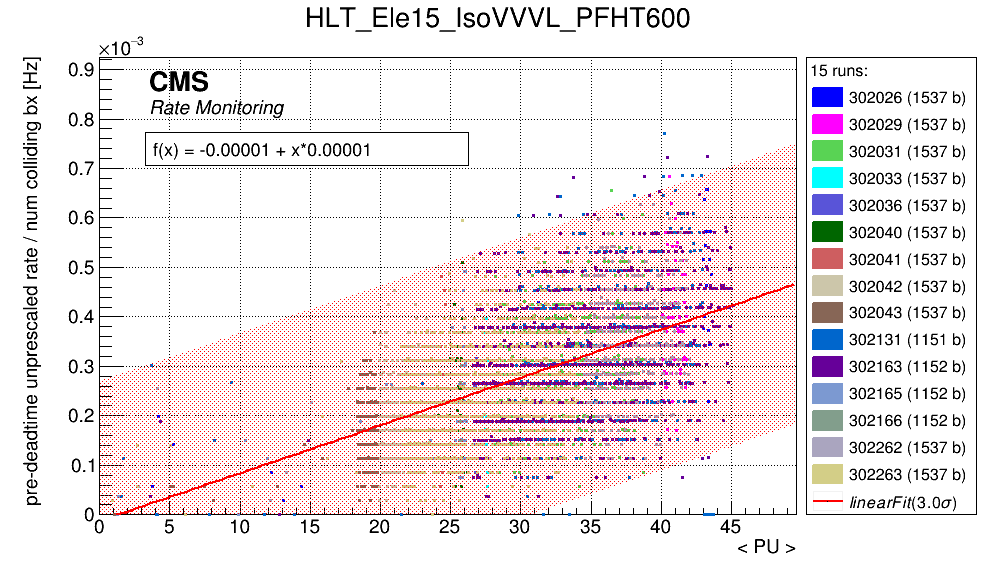 HLT_Ele15_IsoVVVL_PFHT600
×10⁻³
pre-deadtime unprescaled rate / num colliding bx [Hz]
0.9
0.8
0.7
0.6
0.5
0.4
0.3
0.2
0.1
0
CMS
Rate Monitoring
f(x) = -0.00001 + x*0.00001
0 5 10 15 20 25 30 35 40 45
< PU >
15 runs:
302026 (1537 b)
302029 (1537 b)
302031 (1537 b)
302033 (1537 b)
302036 (1537 b)
302040 (1537 b)
302041 (1537 b)
302042 (1537 b)
302043 (1537 b)
302131 (1151 b)
302163 (1152 b)
302165 (1152 b)
302166 (1152 b)
302262 (1537 b)
302263 (1537 b)
linearFit(3.0σ)